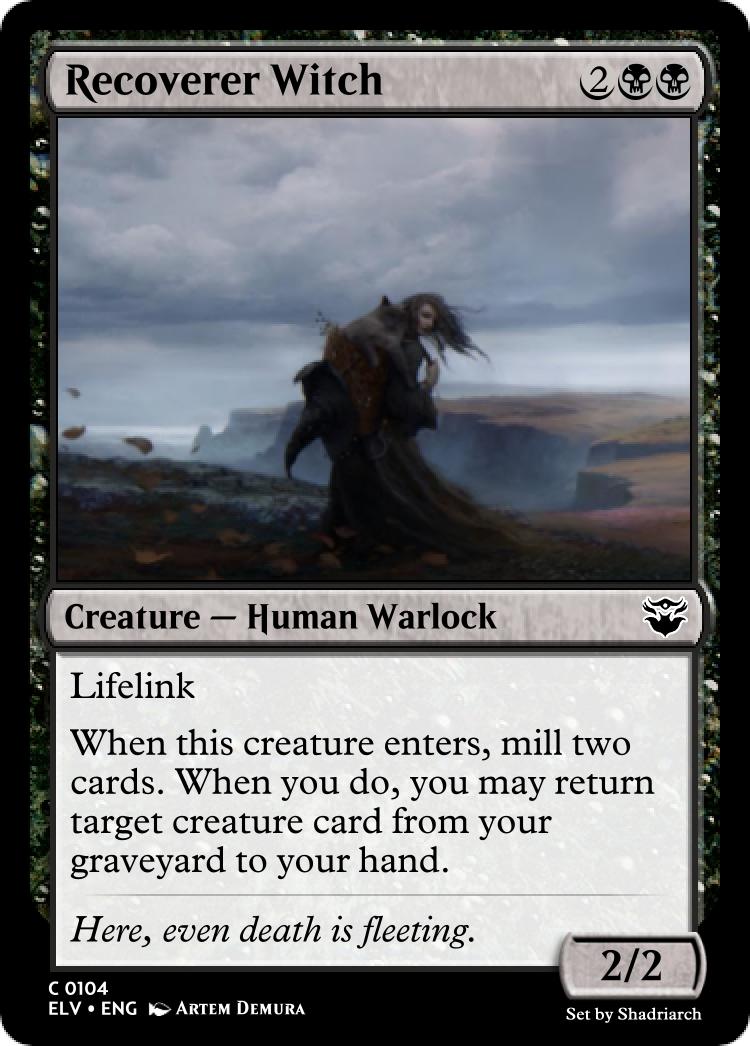 Recoverer Witch 2
Creature — Human Warlock
Lifelink
When this creature enters, mill two
cards. When you do, you may return
target creature card from your
graveyard to your hand.
Here, even death is fleeting.
2/2
C 0104
ELV • ENG Artem Demura
Set by Shadriarch